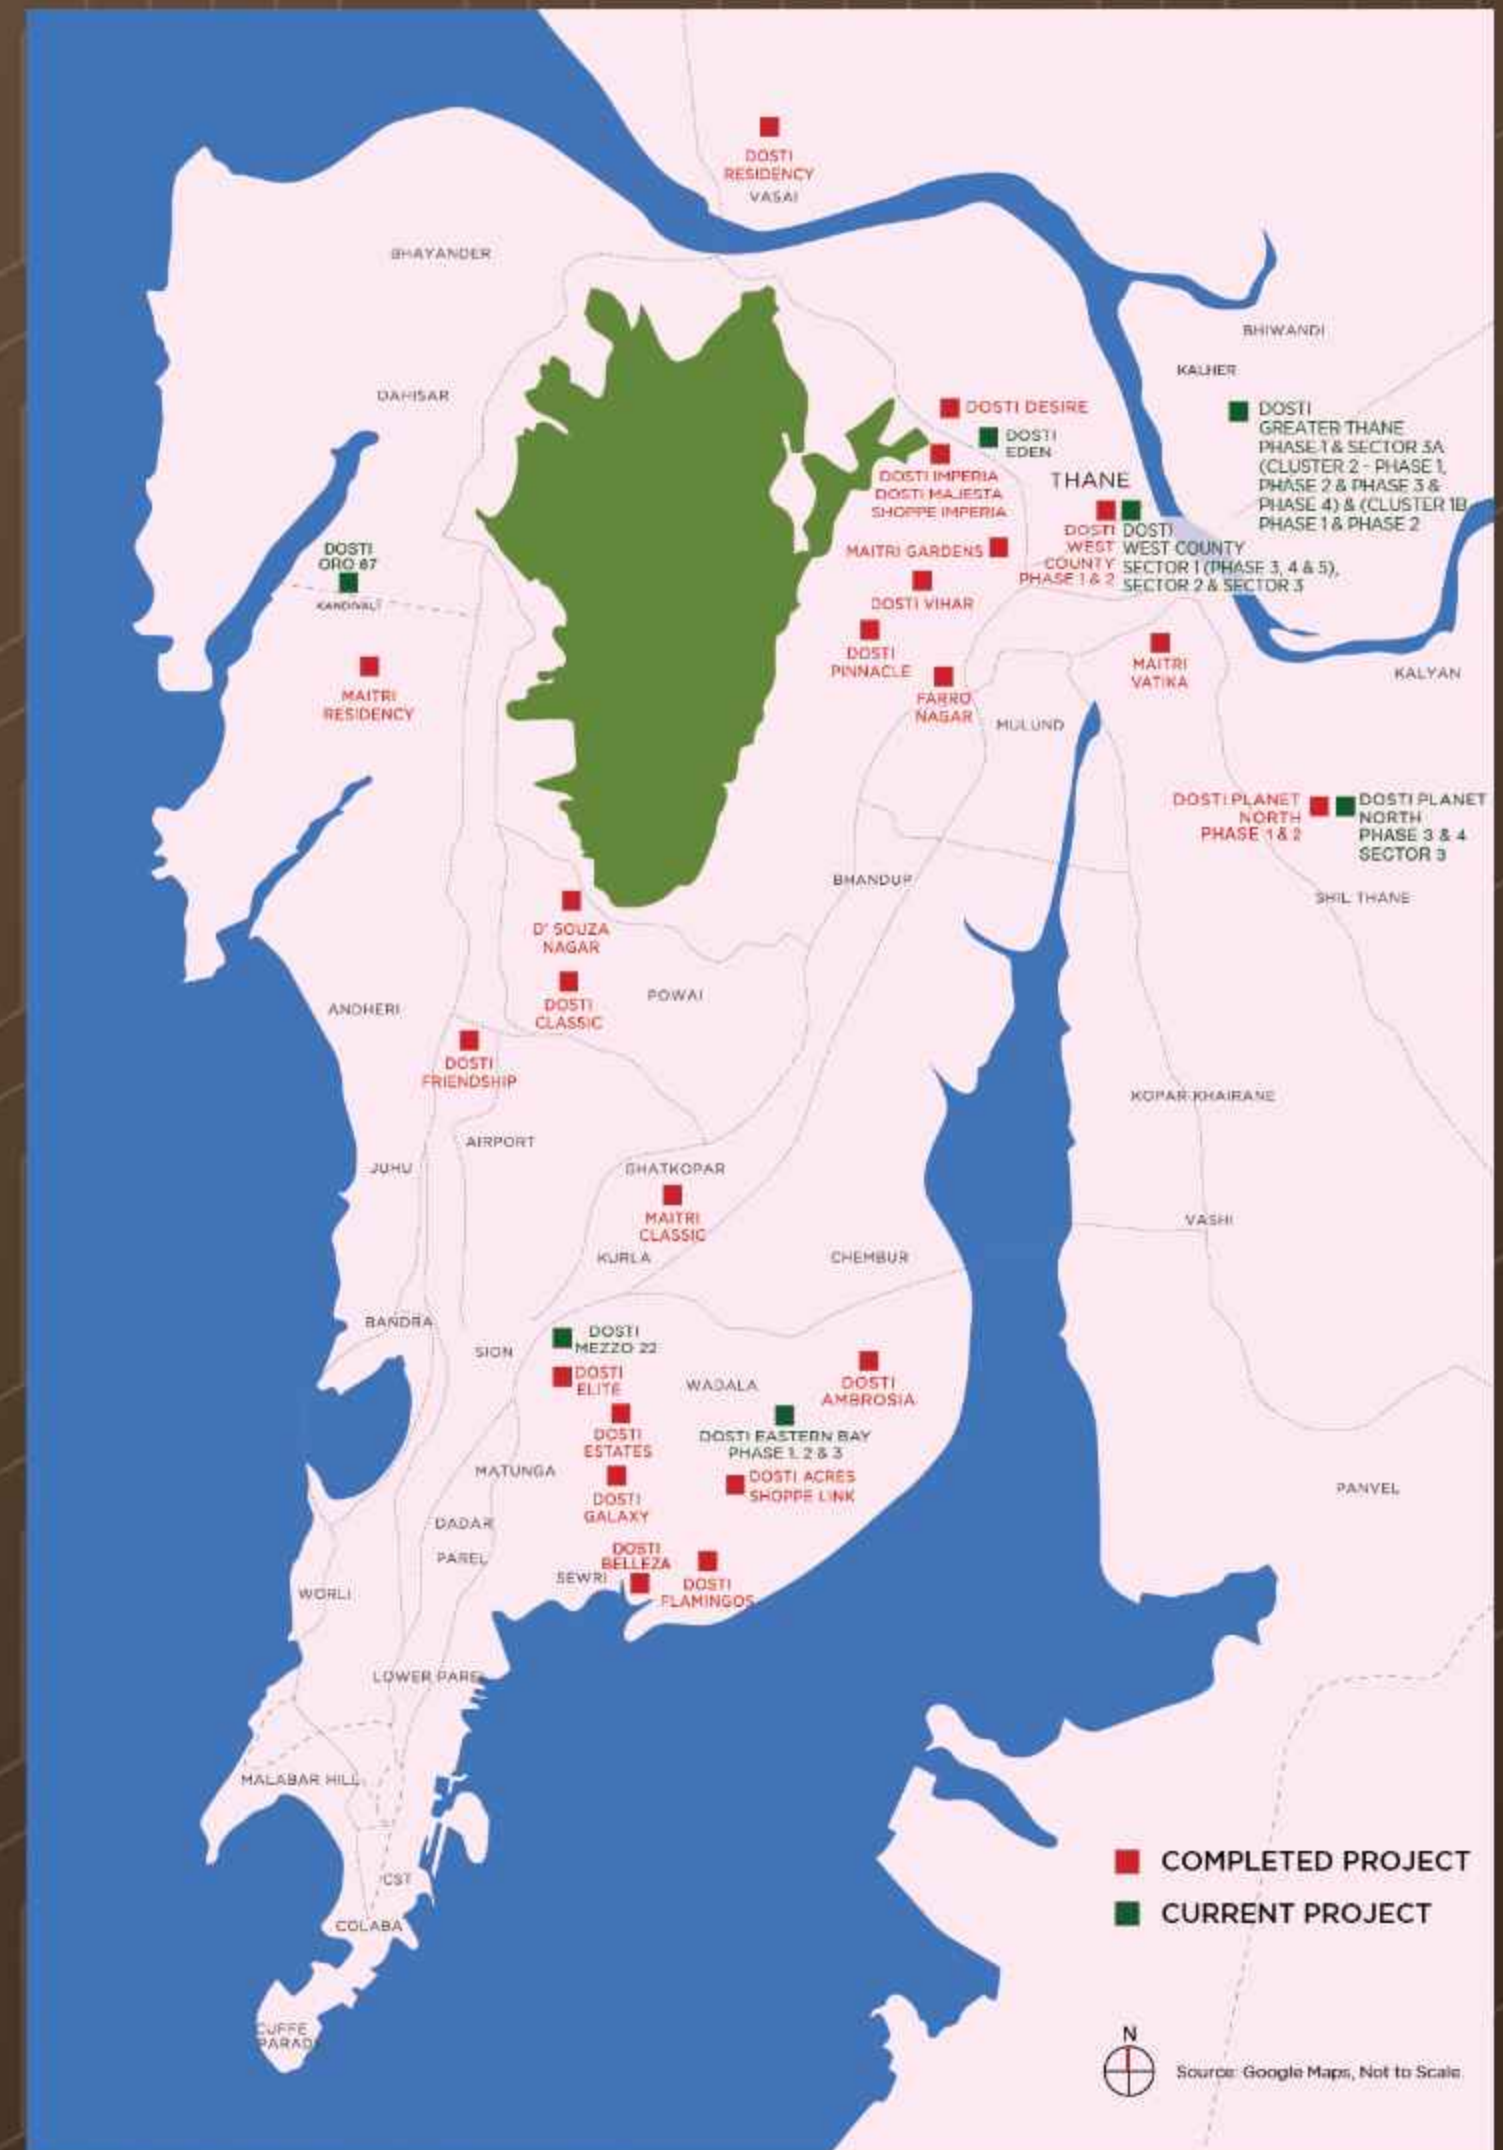 DOSTI
RESIDENCY
VASAI
BHAYANDER
BHIWANDI
KALHER
DAHISAR
DOSTI DESIRE
DOSTI
EDEN
DOSTI
GREATER THANE
PHASE 1 & SECTOR 3A
(CLUSTER 2 - PHASE 1,
PHASE 2 & PHASE 3 &
PHASE 4) & (CLUSTER 1B
PHASE 1 & PHASE 2
DOSTI IMPERIA
DOSTI MAJESTA
SHOPPE IMPERIA
THANE
DOSTI
WEST
COUNTY
PHASE 1 & 2
DOSTI
WEST COUNTY
SECTOR 1 (PHASE 3, 4 & 5),
SECTOR 2 & SECTOR 3
MAITRI GARDENS
DOSTI
ORO 67
KANDIVALI
DOSTI VIHAR
DOSTI
PINNACLE
MAITRI
VATIKA
KALYAN
MAITRI
RESIDENCY
FARRO
NAGAR
MULUND
DOSTI PLANET
NORTH
PHASE 1 & 2
DOSTI PLANET
NORTH
PHASE 3 & 4
SECTOR 3
BHANDUP
SHIL THANE
D' SOUZA
NAGAR
POWAI
DOSTI
CLASSIC
ANDHERI
DOSTI
FRIENDSHIP
KOPAR KHAIRANE
AIRPORT
JUHU
GHATKOPAR
MAITRI
CLASSIC
VASHI
KURLA
CHEMBUR
BANDRA
SION
DOSTI
MEZZO 22
DOSTI
ELITE
WADALA
DOSTI
AMBROSIA
DOSTI
ESTATES
DOSTI EASTERN BAY
PHASE 1, 2 & 3
MATUNGA
DOSTI ACRES
SHOPPE LINK
PANVEL
DOSTI
GALAXY
DADAR
PAREL
DOSTI
BELLEZA
SEWRI
DOSTI
FLAMINGOS
WORLI
LOWER PAREL
MALABAR HILL
CST
COLABA
CUFFE
PARADE
COMPLETED PROJECT
CURRENT PROJECT
N
Source: Google Maps, Not to Scale